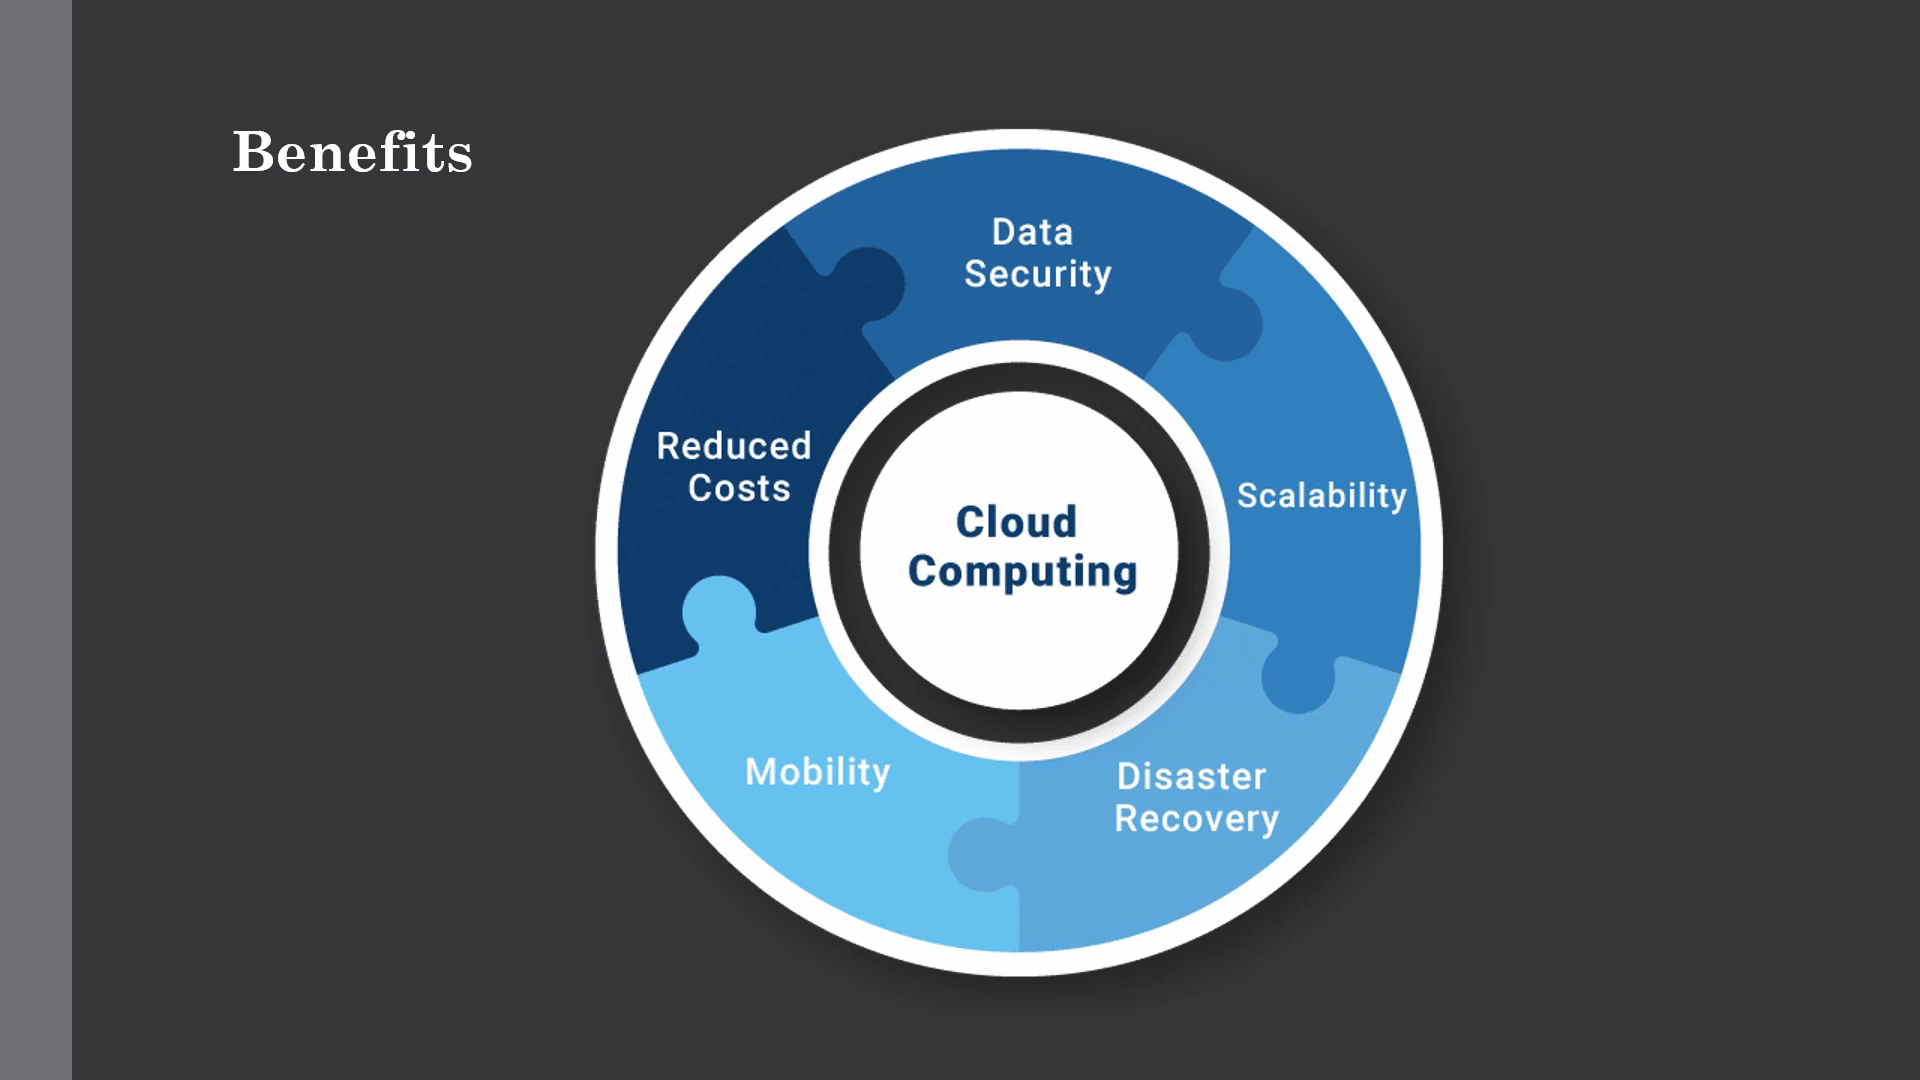 Benefits
Data
Security
Reduced
Costs
Scalability
Cloud
Computing
Mobility
Disaster
Recovery